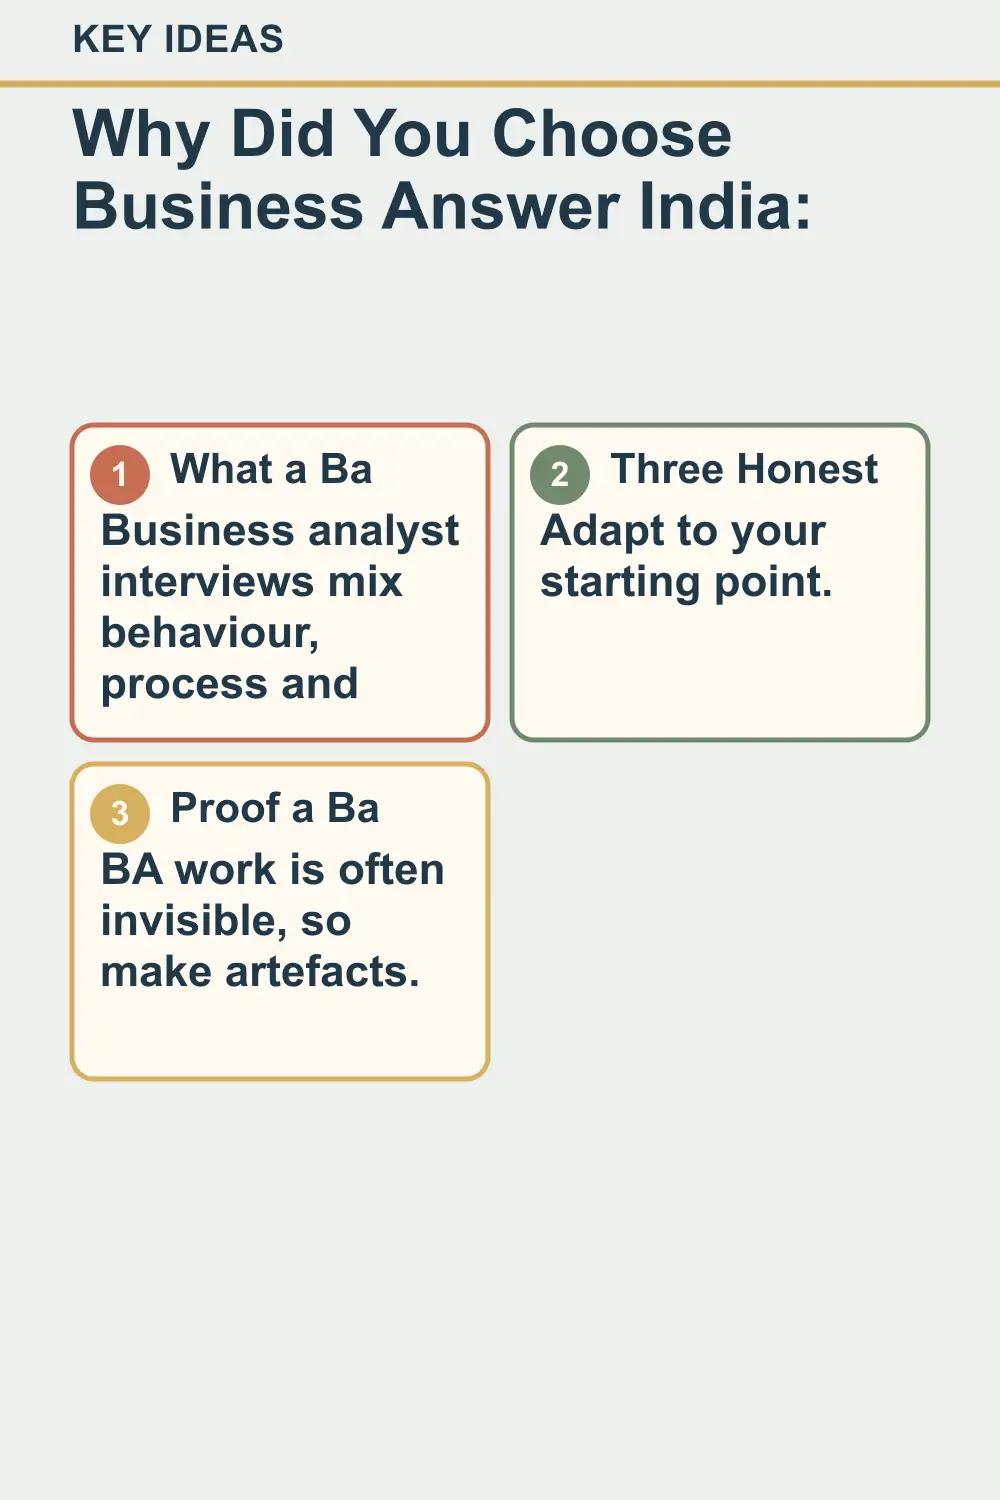 KEY IDEAS
Why Did You Choose
Business Answer India:
1 What a Ba
Business analyst
interviews mix
behaviour,
process and
2 Three Honest
Adapt to your
starting point.
3 Proof a Ba
BA work is often
invisible, so
make artefacts.